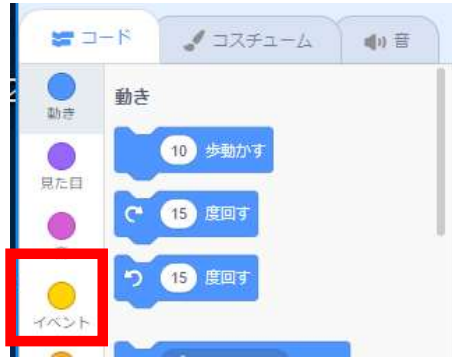 コード
コスチューム
音
動き
動き
10 歩動かす
見た目
15 度回す
15 度回す
イベント